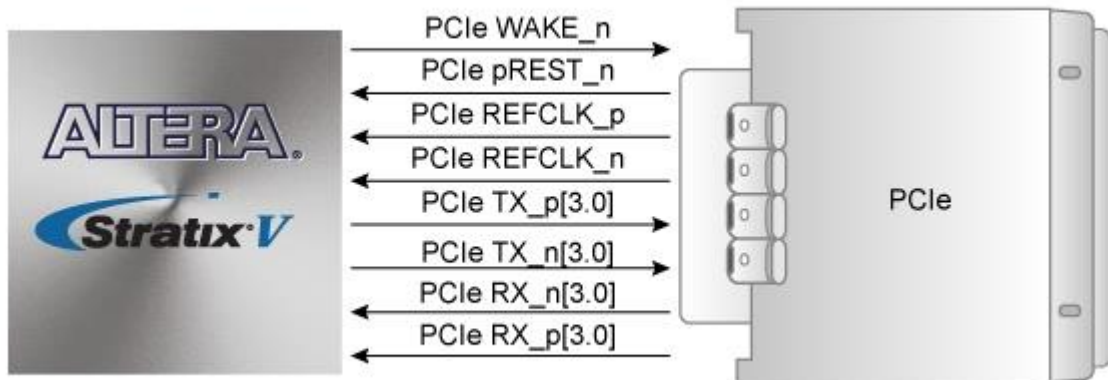 PCIe WAKE_n
PCIe pREST_n
PCIe REFCLK_p
PCIe REFCLK_n
PCIe TX_p[3.0]
PCIe TX_n[3.0]
PCIe RX_n[3.0]
PCIe RX_p[3.0]
ALTERA.
Stratix V
PCIe